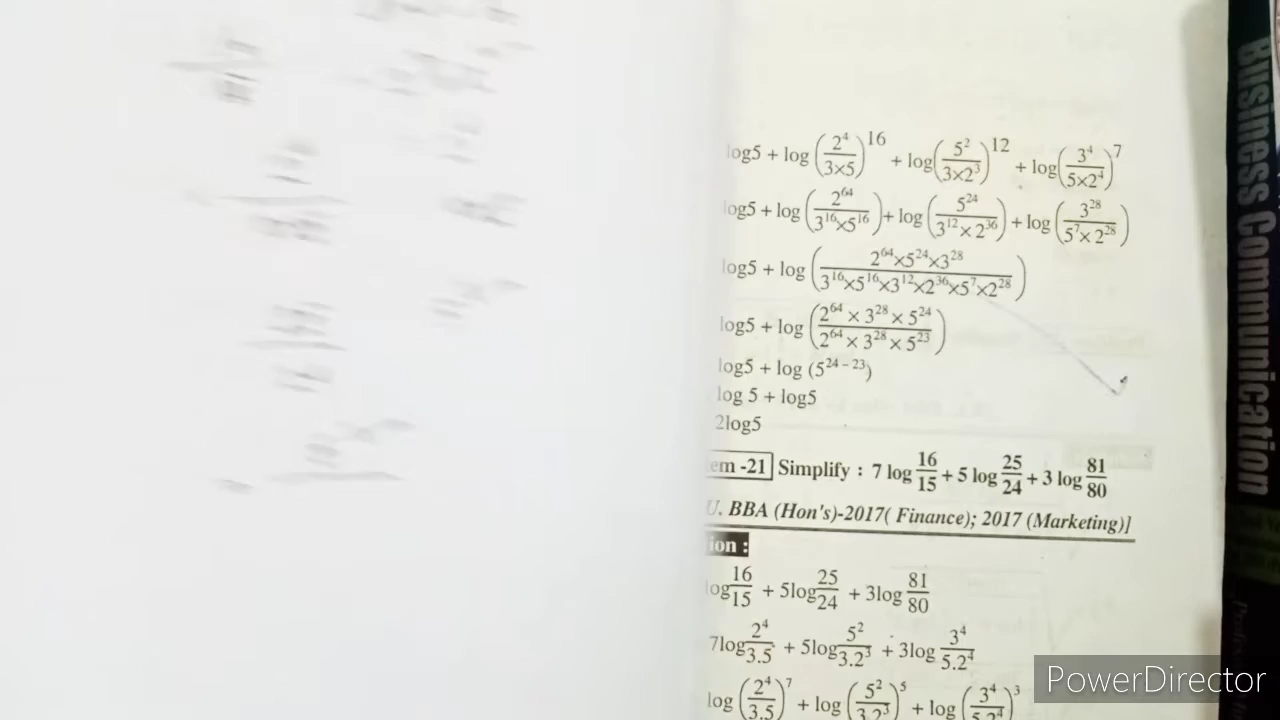 log5 + log (2⁴/3×5)¹⁶ + log(5²/3×2³)¹² + log(3⁴/5×2⁴)⁷
log5 + log (2⁶⁴/3¹⁶×5¹⁶) + log (5²⁴/3¹²×2³⁶) + log (3²⁸/5⁷×2²⁸)
log5 + log (2⁶⁴×5²⁴×3²⁸/3¹⁶×5¹⁶×3¹²×2³⁶×5⁷×2²⁸)
log5 + log (2⁶⁴×3²⁸×5²⁴/2⁶⁴×3²⁸×5²³)
log5 + log (5²⁴⁻²³)
log 5 + log5
2log5
em -21 Simplify : 7 log 16/15 + 5 log 25/24 + 3 log 81/80
U. BBA (Hon's)-2017( Finance); 2017 (Marketing)]
ion :
log 16/15 + 5log 25/24 + 3log 81/80
7log 2⁴/3.5 + 5log 5²/3.2³ + 3log 3⁴/5.2⁴
log (2⁴/3.5)⁷ + log (5²/3.2³)⁵ + log (3⁴/5.2⁴)³
Business Communication
PowerDirector